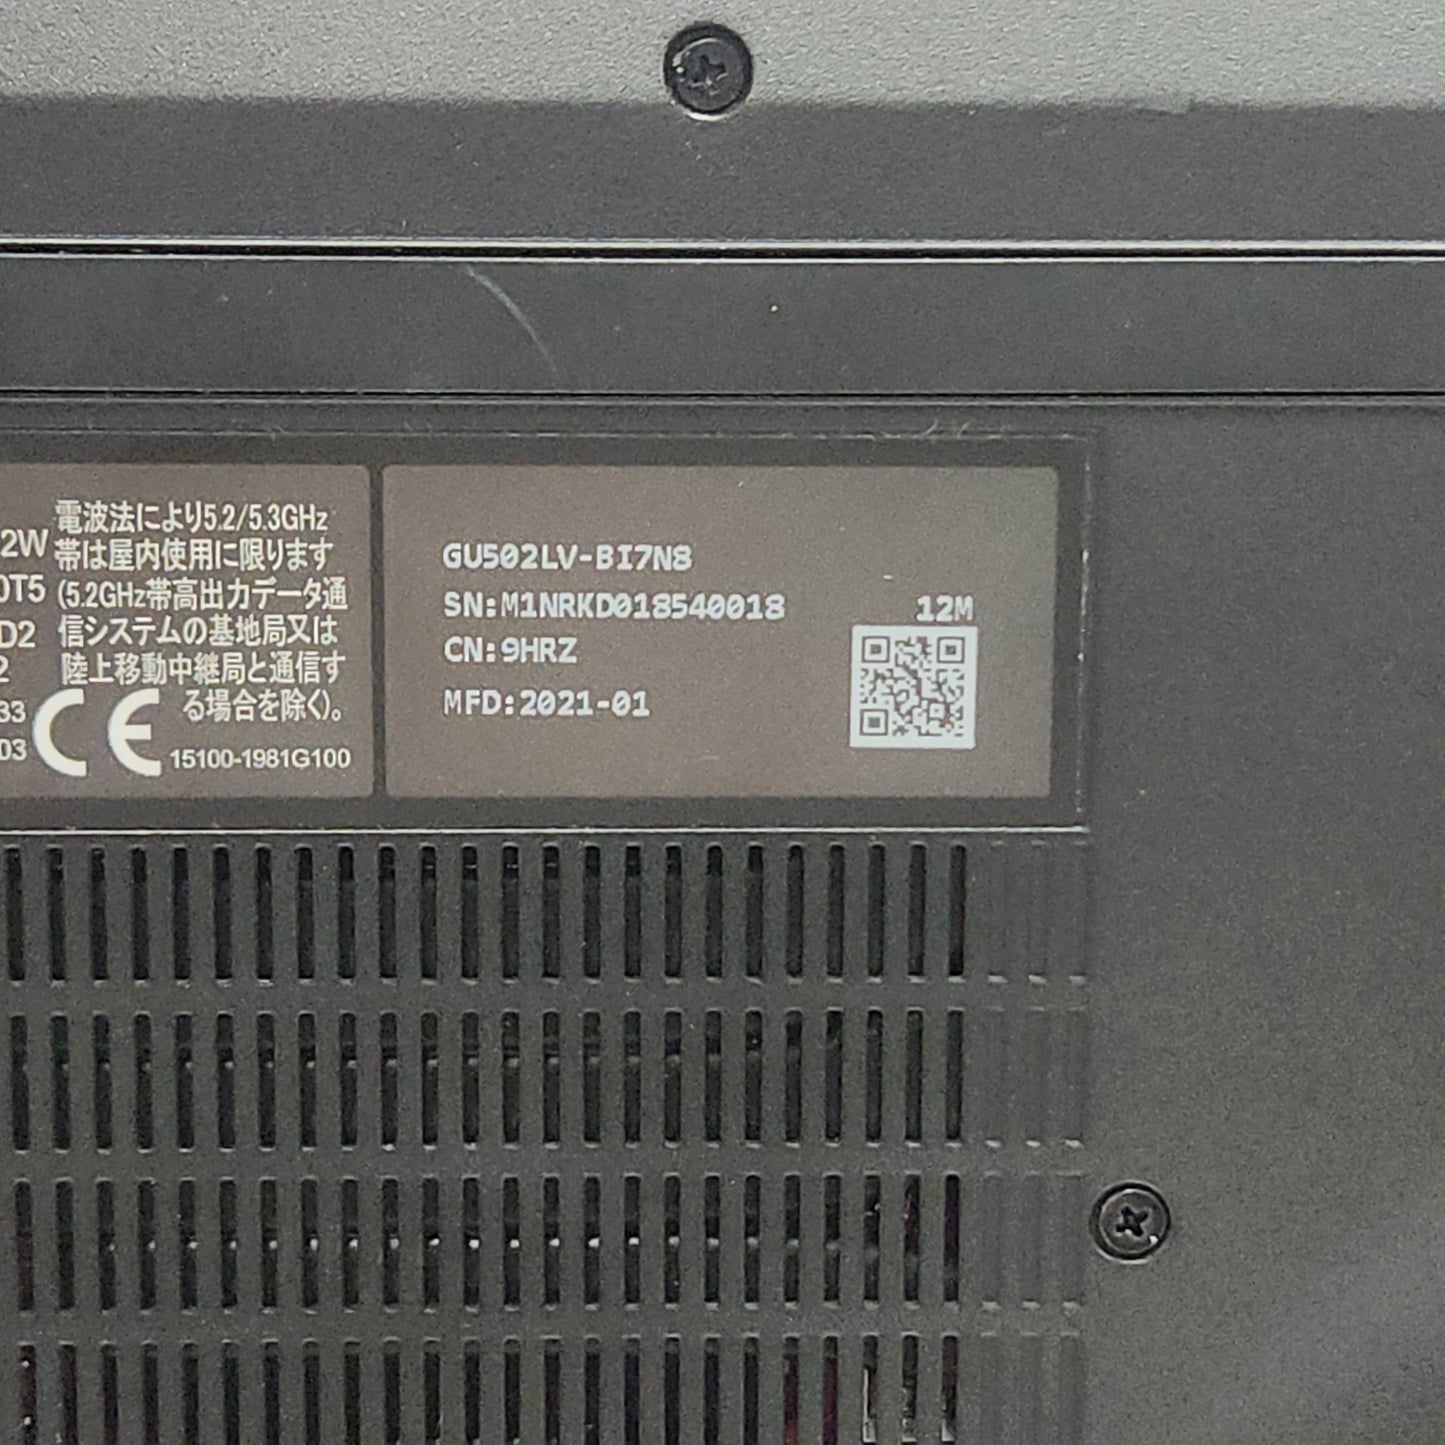 2W
0T5
D2
2
33
03
電波法により5.2/5.3GHz
帯は屋内使用に限ります
(5.2GHz帯高出力データ通
信システムの基地局又は
陸上移動中継局と通信す
る場合を除く)。
CE
15100-1981G100
GU502LV-BI7N8
SN:M1NRKD018540018
CN:9HRZ
MFD:2021-01
12M